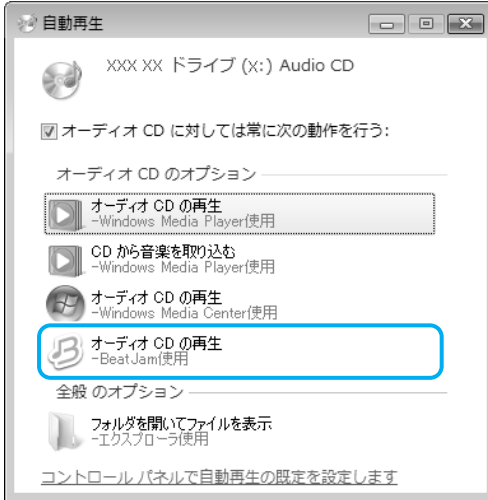 自動再生
XXX XX ドライブ (X:) Audio CD
オーディオ CD に対しては常に次の動作を行う:
オーディオ CD のオプション
オーディオ CD の再生
-Windows Media Player使用
CD から音楽を取り込む
-Windows Media Player使用
オーディオ CD の再生
-Windows Media Center使用
オーディオ CD の再生
-BeatJam使用
全般 のオプション
フォルダを開いてファイルを表示
-エクスプローラ使用
コントロール パネルで自動再生の既定を設定します